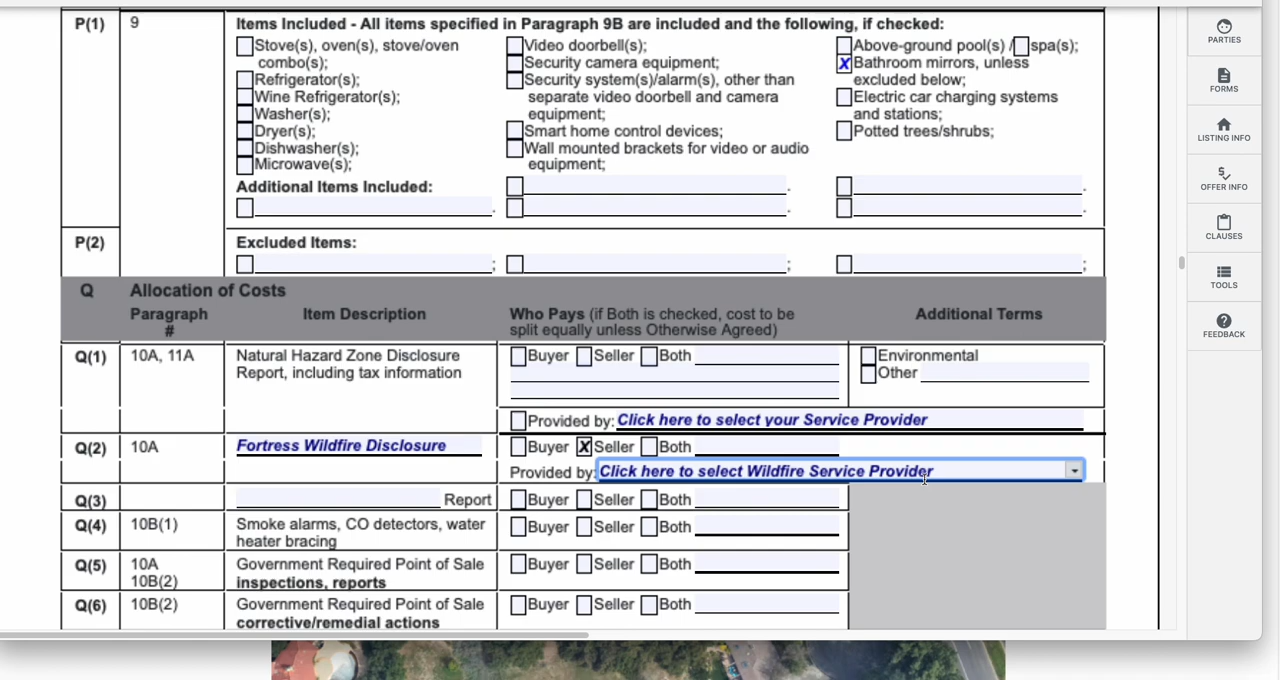 P(1) 9 Items Included - All items specified in Paragraph 9B are included and the following, if checked:
Stove(s), oven(s), stove/oven combo(s);
Refrigerator(s);
Wine Refrigerator(s);
Washer(s);
Dryer(s);
Dishwasher(s);
Microwave(s);
Video doorbell(s);
Security camera equipment;
Security system(s)/alarm(s), other than
separate video doorbell and camera
equipment;
Smart home control devices;
Wall mounted brackets for video or audio
equipment;
Above-ground pool(s) / spa(s);
X Bathroom mirrors, unless
excluded below;
Electric car charging systems
and stations;
Potted trees/shrubs;
Additional Items Included:
P(2) Excluded Items:
Q Allocation of Costs
Paragraph
#
Item Description
Who Pays (if Both is checked, cost to be
split equally unless Otherwise Agreed)
Additional Terms
Q(1) 10A, 11A Natural Hazard Zone Disclosure
Report, including tax information
Buyer Seller Both
Environmental
Other
Provided by: Click here to select your Service Provider
Q(2) 10A Fortress Wildfire Disclosure Buyer X Seller Both
Provided by: Click here to select Wildfire Service Provider
Q(3) Report Buyer Seller Both
Q(4) 10B(1) Smoke alarms, CO detectors, water
heater bracing
Buyer Seller Both
Q(5) 10A
10B(2)
Government Required Point of Sale
inspections, reports
Buyer Seller Both
Q(6) 10B(2) Government Required Point of Sale
corrective/remedial actions
Buyer Seller Both
PARTIES
FORMS
LISTING INFO
OFFER INFO
CLAUSES
TOOLS
FEEDBACK